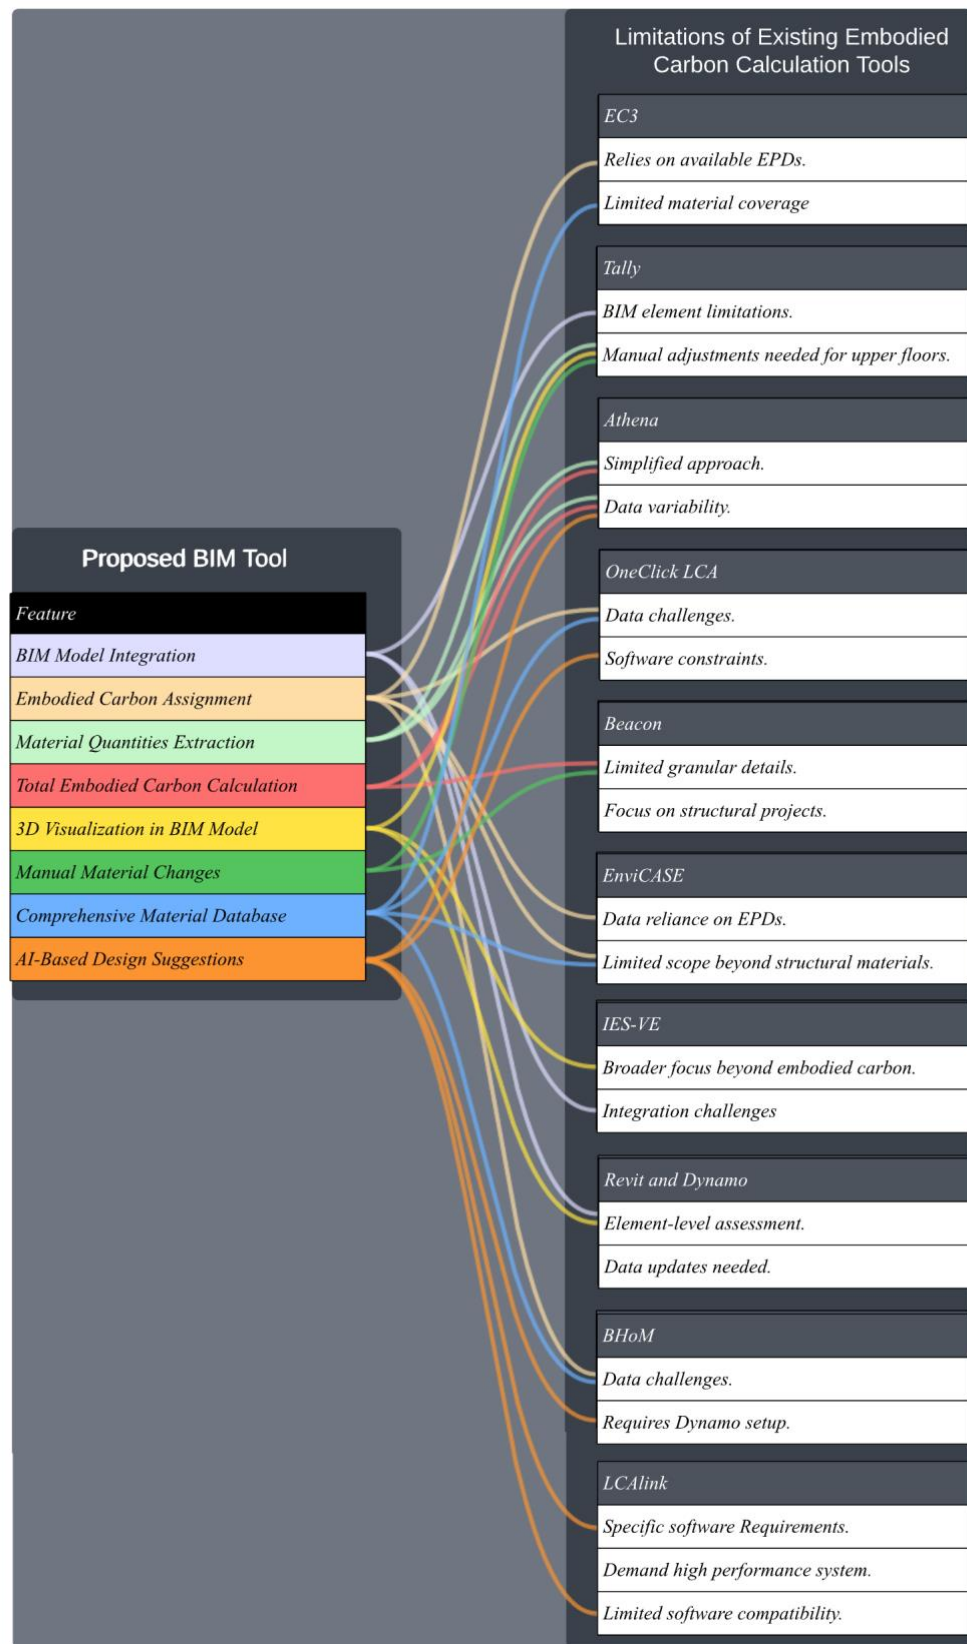 Limitations of Existing Embodied
Carbon Calculation Tools
EC3
Relies on available EPDs.
Limited material coverage
Tally
BIM element limitations.
Manual adjustments needed for upper floors.
Athena
Simplified approach.
Data variability.
OneClick LCA
Data challenges.
Software constraints.
Beacon
Limited granular details.
Focus on structural projects.
EnviCASE
Data reliance on EPDs.
Limited scope beyond structural materials.
IES-VE
Broader focus beyond embodied carbon.
Integration challenges
Revit and Dynamo
Element-level assessment.
Data updates needed.
BHoM
Data challenges.
Requires Dynamo setup.
LCAlink
Specific software Requirements.
Demand high performance system.
Limited software compatibility.
Proposed BIM Tool
Feature
BIM Model Integration
Embodied Carbon Assignment
Material Quantities Extraction
Total Embodied Carbon Calculation
3D Visualization in BIM Model
Manual Material Changes
Comprehensive Material Database
AI-Based Design Suggestions